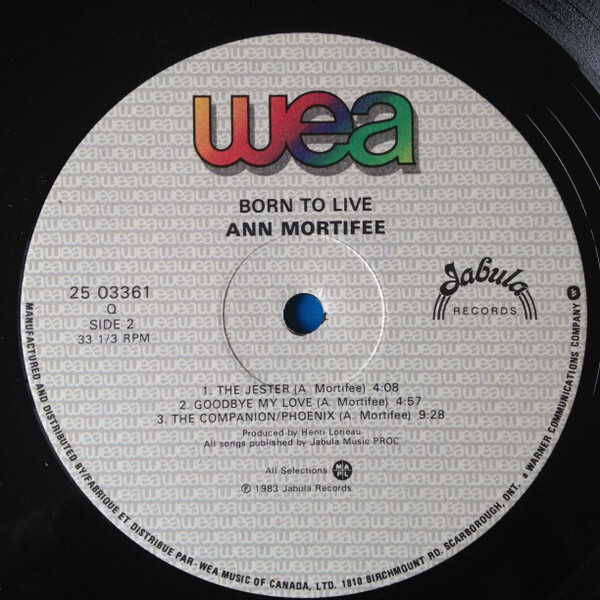 wea
BORN TO LIVE
ANN MORTIFEE
25 03361
Q
SIDE 2
33 1/3 RPM
Jabula
RECORDS
1. THE JESTER (A. Mortifee) 4:08
2. GOODBYE MY LOVE (A. Mortifee) 4:57
3. THE COMPANION/PHOENIX (A. Mortifee) 9:28
Produced by Henri Lorieau
All songs published by Jabula Music PROC
All Selections MAPL
℗ 1983 Jabula Records
MANUFACTURED AND DISTRIBUTED BY/FABRIQUE ET DISTRIBUE PAR - WEA MUSIC OF CANADA, LTD. 1810 BIRCHMOUNT RD. SCARBOROUGH, ONT. • WARNER COMMUNICATIONS COMPANY